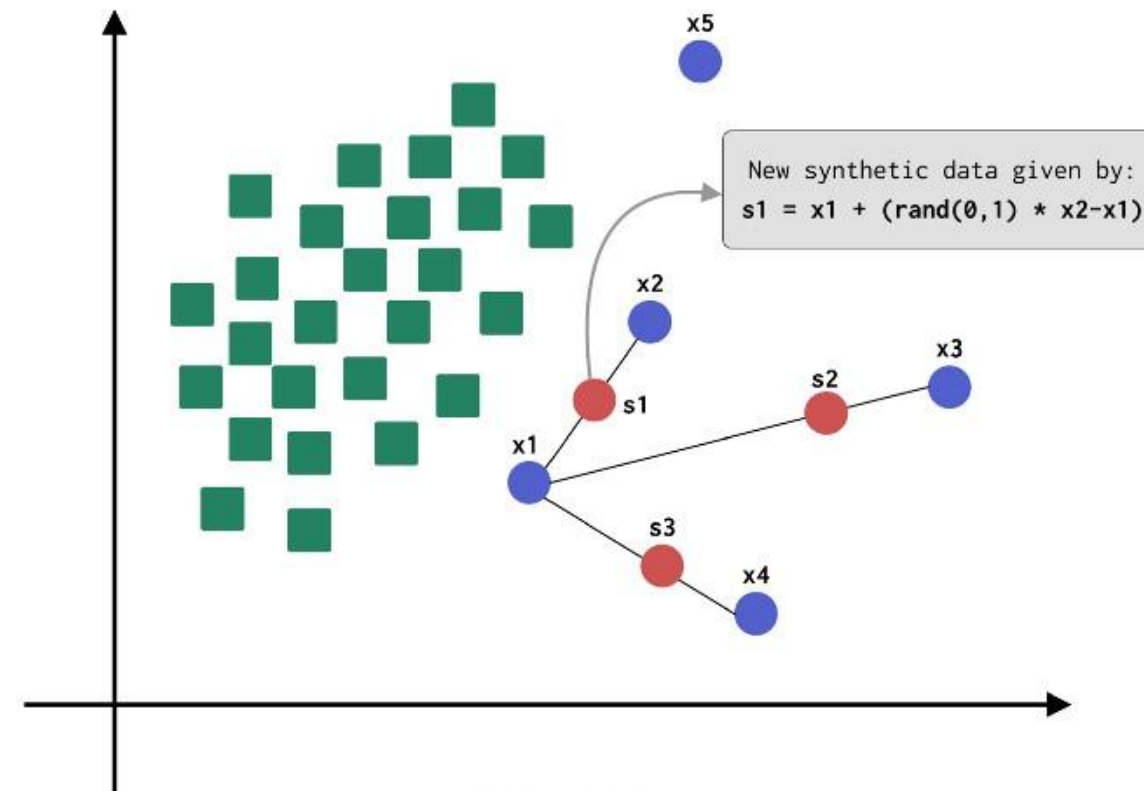 x5
New synthetic data given by:
s1 = x1 + (rand(0,1) * x2-x1)
x2
x3
s2
s1
x1
s3
x4